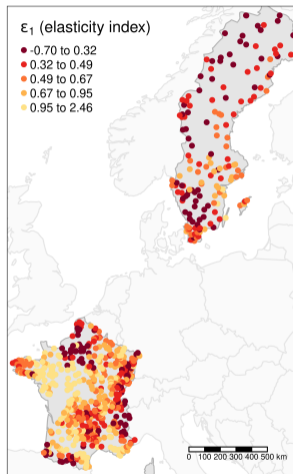 ε₁ (elasticity index)
-0.70 to 0.32
0.32 to 0.49
0.49 to 0.67
0.67 to 0.95
0.95 to 2.46
0 100 200 300 400 500 km